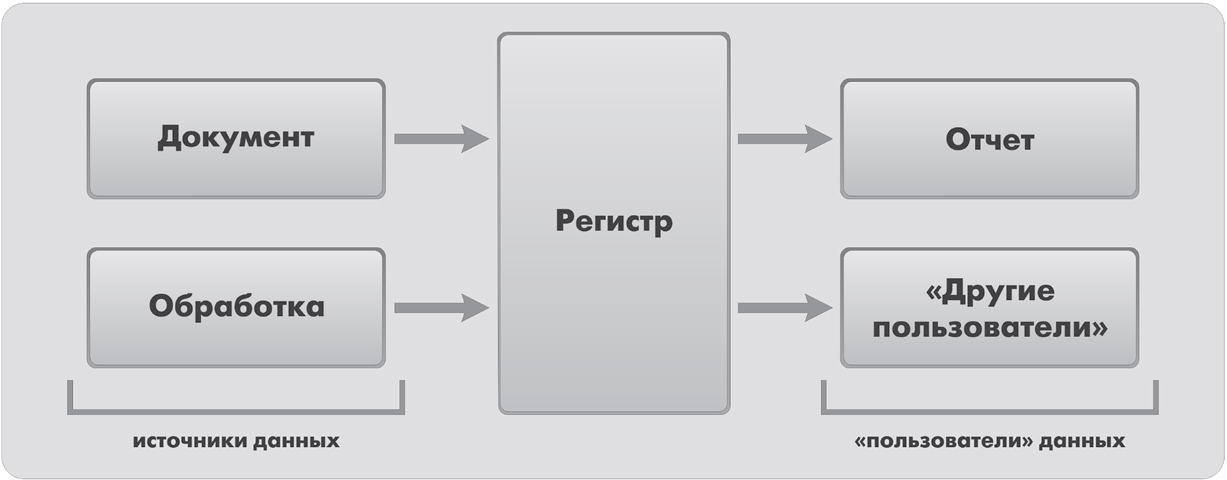 Документ
Регистр
Отчет
Обработка
«Другие
пользователи»
источники данных
«пользователи» данных